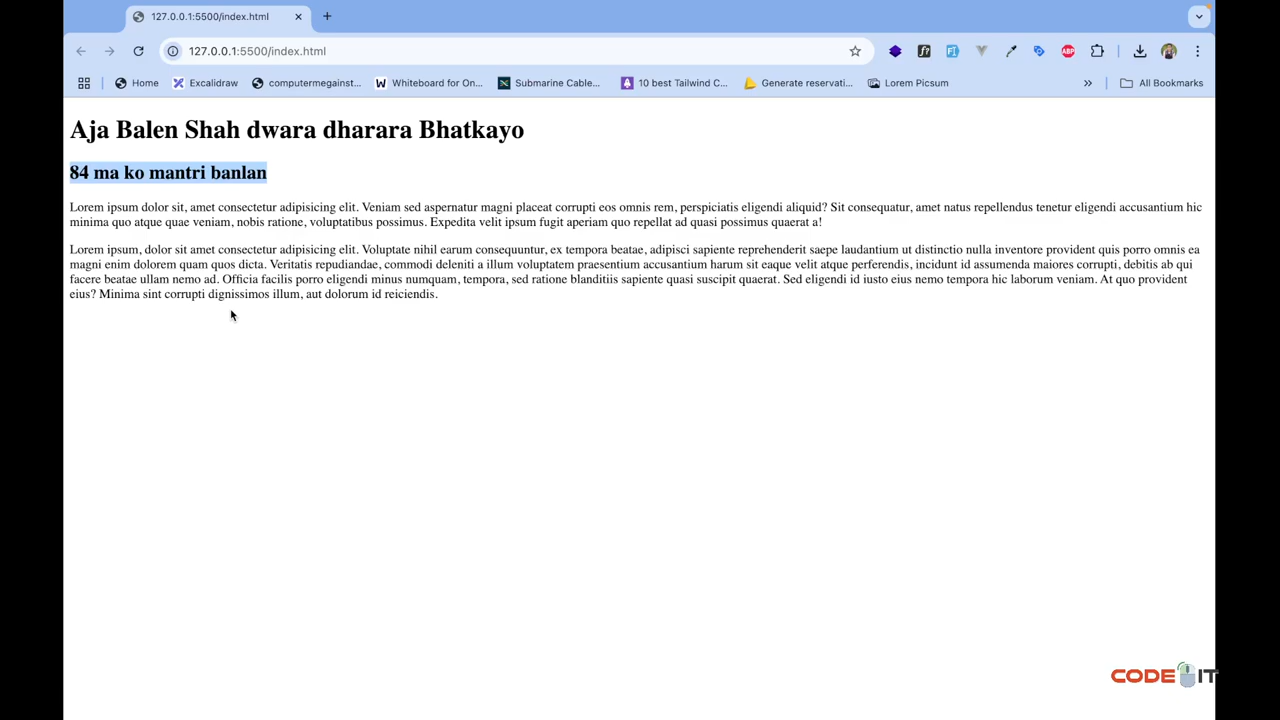 127.0.0.1:5500/index.html
127.0.0.1:5500/index.html
Home
Excalidraw
computermegainst...
Whiteboard for On...
Submarine Cable...
10 best Tailwind C...
Generate reservati...
Lorem Picsum
All Bookmarks
Aja Balen Shah dwara dharara Bhatkayo
84 ma ko mantri banlan
Lorem ipsum dolor sit, amet consectetur adipisicing elit. Veniam sed aspernatur magni placeat corrupti eos omnis rem, perspiciatis eligendi aliquid? Sit consequatur, amet natus repellendus tenetur eligendi accusantium hic
minima quo atque quae veniam, nobis ratione, voluptatibus possimus. Expedita velit ipsum fugit aperiam quo repellat ad quasi possimus quaerat a!
Lorem ipsum, dolor sit amet consectetur adipisicing elit. Voluptate nihil earum consequuntur, ex tempora beatae, adipisci sapiente reprehenderit saepe laudantium ut distinctio nulla inventore provident quis porro omnis ea
magni enim dolorem quam quos dicta. Veritatis repudiandae, commodi deleniti a illum voluptatem praesentium accusantium harum sit eaque velit atque perferendis, incidunt id assumenda maiores corrupti, debitis ab qui
facere beatae ullam nemo ad. Officia facilis porro eligendi minus numquam, tempora, sed ratione blanditiis sapiente quasi suscipit quaerat. Sed eligendi id iusto eius nemo tempora hic laborum veniam. At quo provident
eius? Minima sint corrupti dignissimos illum, aut dolorum id reiciendis.
CODE IT